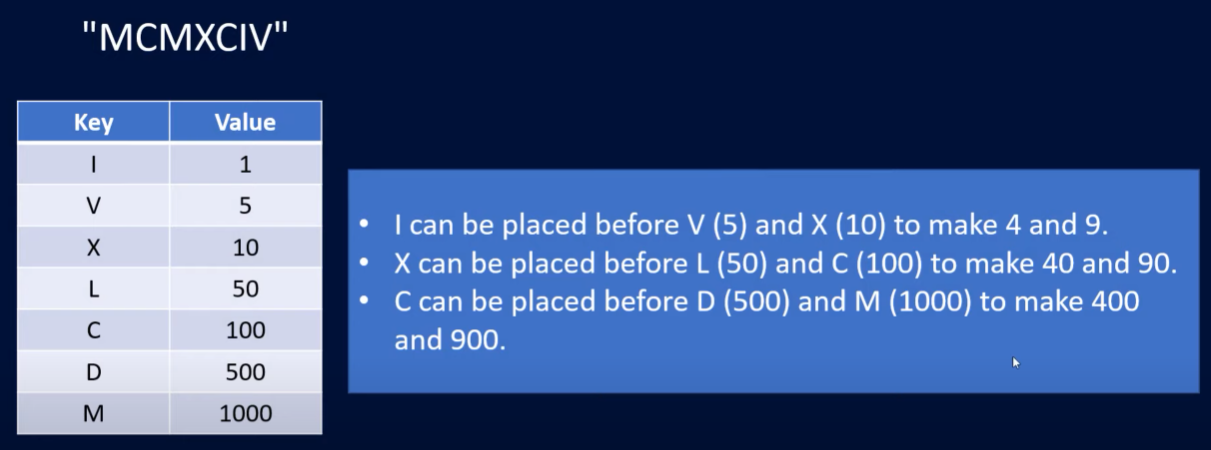 "MCMXCIV"
Key Value
I 1
V 5
X 10
L 50
C 100
D 500
M 1000
• I can be placed before V (5) and X (10) to make 4 and 9.
• X can be placed before L (50) and C (100) to make 40 and 90.
• C can be placed before D (500) and M (1000) to make 400
and 900.